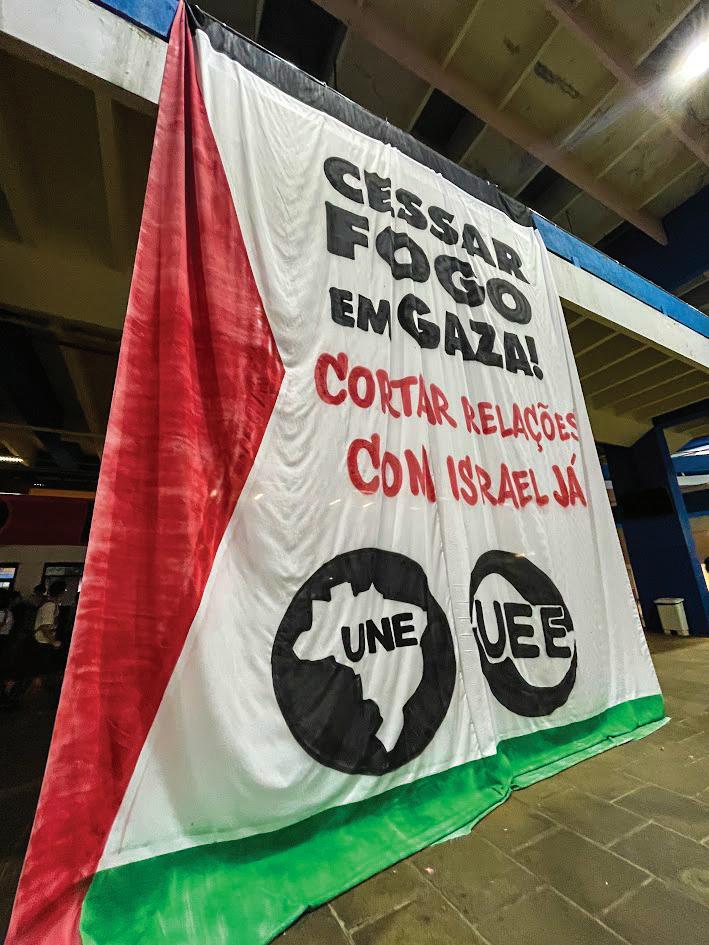 CESSAR
FOGO
EM GAZA!
CORTAR RELAÇÕES
COM ISRAEL JÁ
UNE
UEE